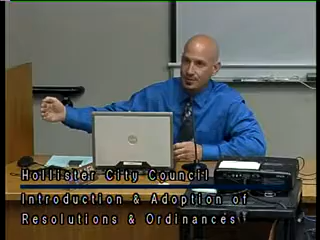 Hollister City Council
Introduction & Adoption of
Resolutions & Ordinances